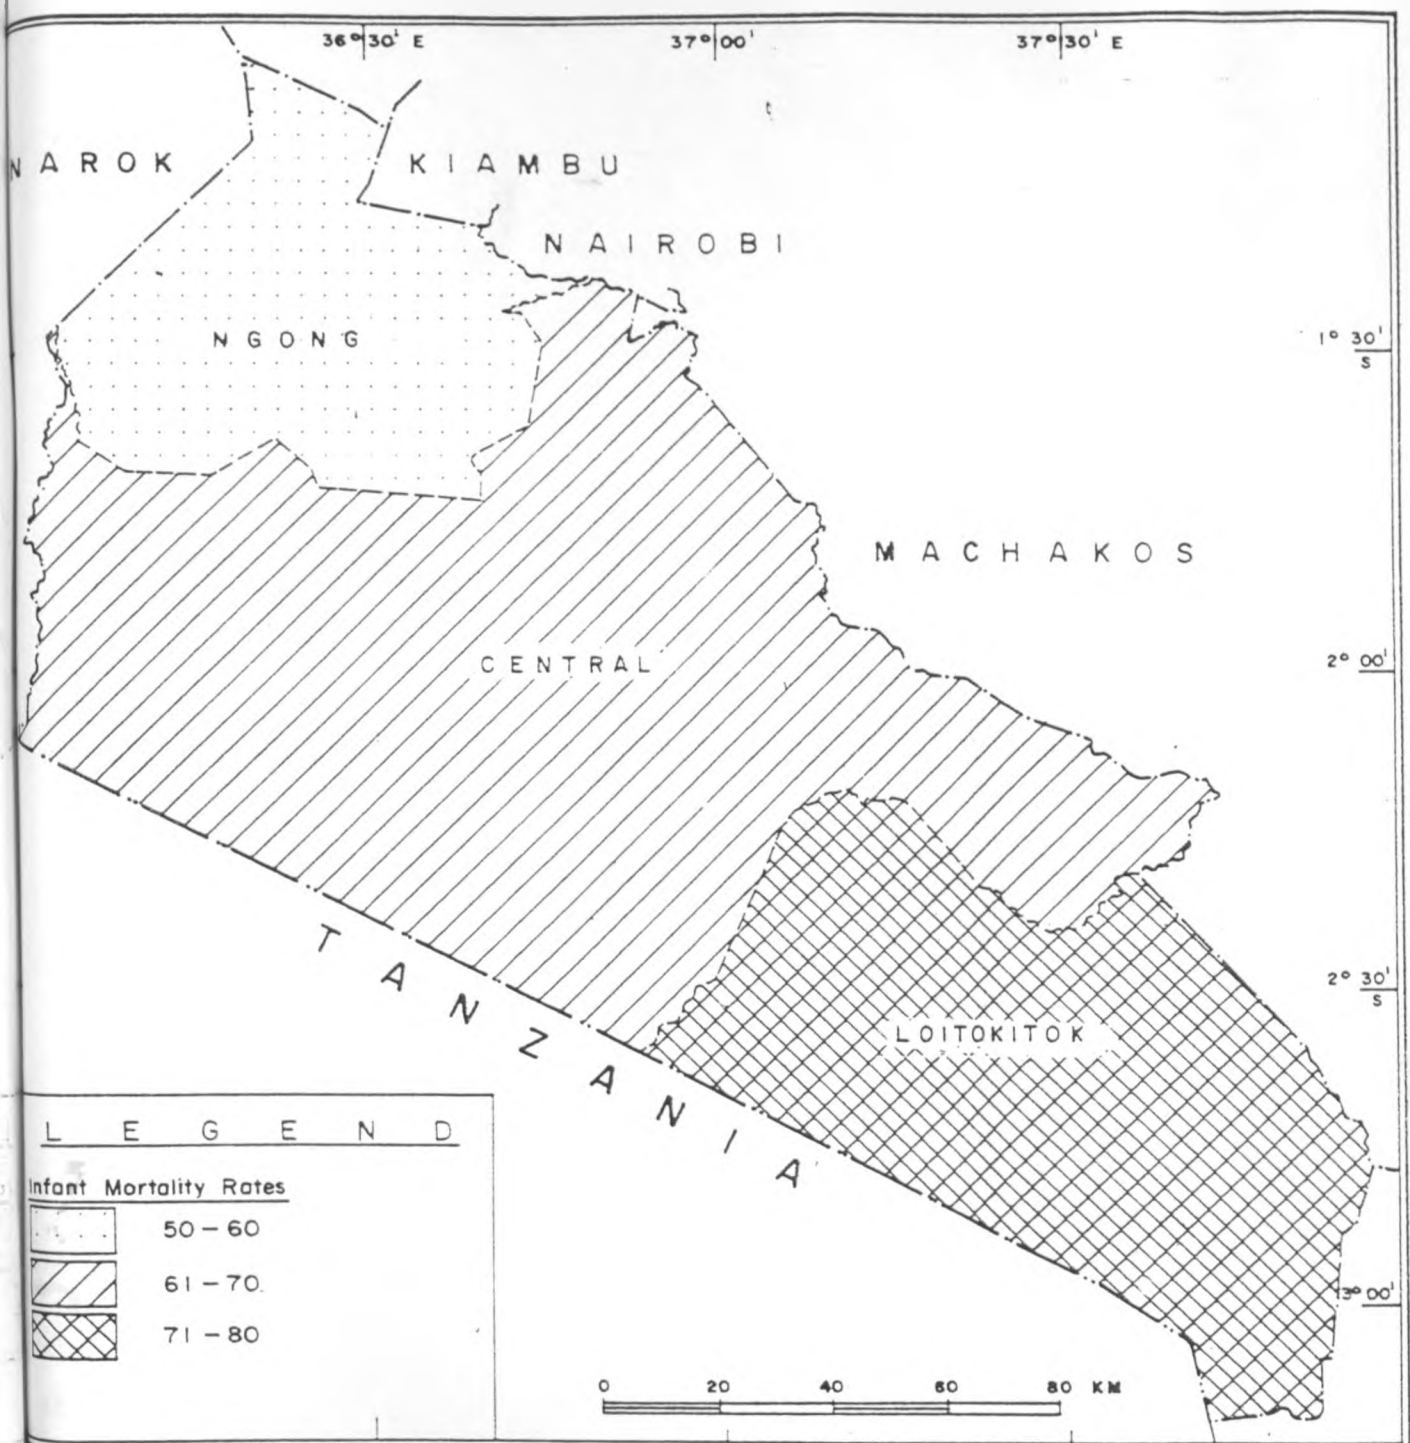 36°30' E 37°00' 37°30' E
NAROK KIAMBU
NAIROBI
NGONG
1° 30'
S
MACHAKOS
CENTRAL
2° 00'
TANZANIA
2° 30'
S
LOITOKITOK
LEGEND
Infant Mortality Rates
50 – 60
61 – 70
71 – 80
3° 00'
0 20 40 60 80 KM